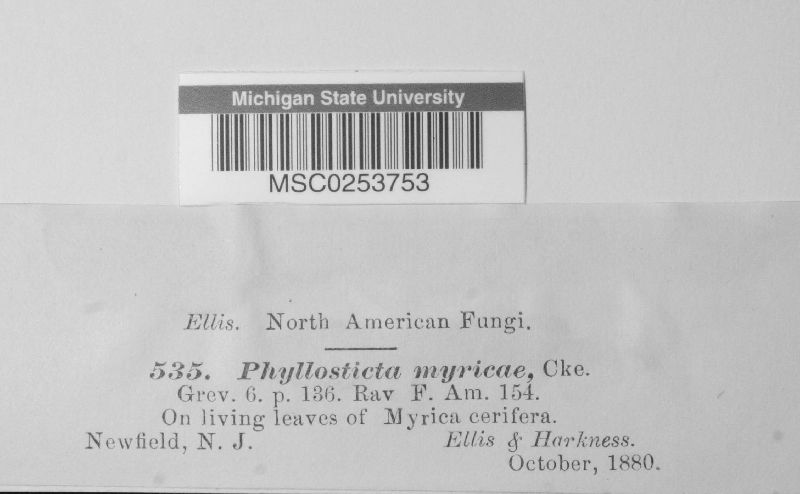 Michigan State University
MSC0253753
Ellis. North American Fungi.
535. Phyllosticta myricae, Cke.
Grev. 6. p. 136. Rav F. Am. 154.
On living leaves of Myrica cerifera.
Newfield, N. J. Ellis & Harkness.
October, 1880.